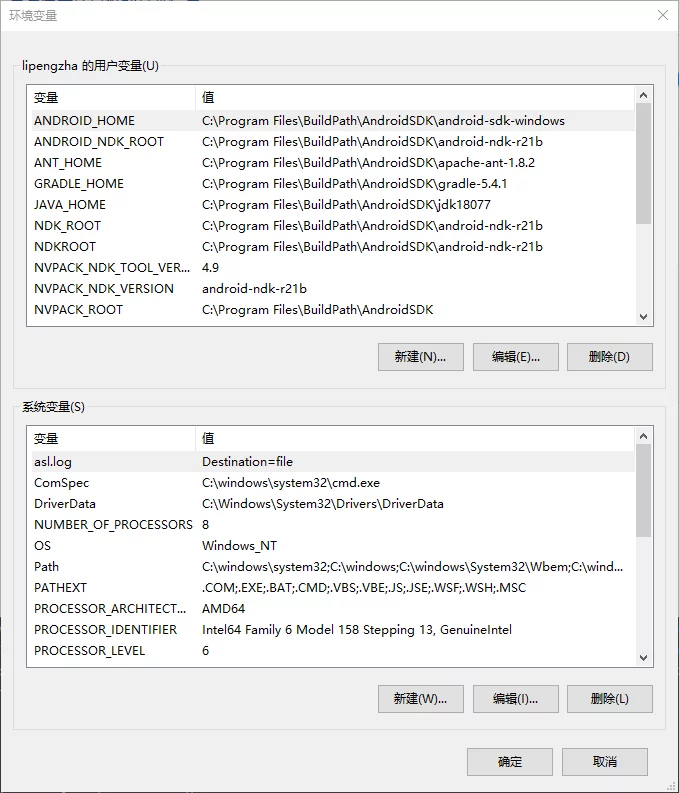 环境变量
lipengzha 的用户变量(U)
变量 值
ANDROID_HOME C:\Program Files\BuildPath\AndroidSDK\android-sdk-windows
ANDROID_NDK_ROOT C:\Program Files\BuildPath\AndroidSDK\android-ndk-r21b
ANT_HOME C:\Program Files\BuildPath\AndroidSDK\apache-ant-1.8.2
GRADLE_HOME C:\Program Files\BuildPath\AndroidSDK\gradle-5.4.1
JAVA_HOME C:\Program Files\BuildPath\AndroidSDK\jdk18077
NDK_ROOT C:\Program Files\BuildPath\AndroidSDK\android-ndk-r21b
NDKROOT C:\Program Files\BuildPath\AndroidSDK\android-ndk-r21b
NVPACK_NDK_TOOL_VER... 4.9
NVPACK_NDK_VERSION android-ndk-r21b
NVPACK_ROOT C:\Program Files\BuildPath\AndroidSDK
新建(N)... 编辑(E)... 删除(D)
系统变量(S)
变量 值
asl.log Destination=file
ComSpec C:\windows\system32\cmd.exe
DriverData C:\Windows\System32\Drivers\DriverData
NUMBER_OF_PROCESSORS 8
OS Windows_NT
Path C:\windows\system32;C:\windows;C:\windows\System32\Wbem;C:\wind...
PATHEXT .COM;.EXE;.BAT;.CMD;.VBS;.VBE;.JS;.JSE;.WSF;.WSH;.MSC
PROCESSOR_ARCHITECT... AMD64
PROCESSOR_IDENTIFIER Intel64 Family 6 Model 158 Stepping 13, GenuineIntel
PROCESSOR_LEVEL 6
新建(W)... 编辑(I)... 删除(L)
确定 取消